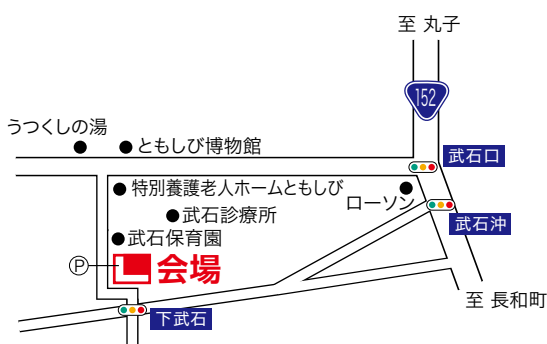 至 丸子
152
うつくしの湯
ともしび博物館
武石口
特別養護老人ホームともしび
ローソン
武石診療所
武石沖
武石保育園
P
会場
至 長和町
下武石